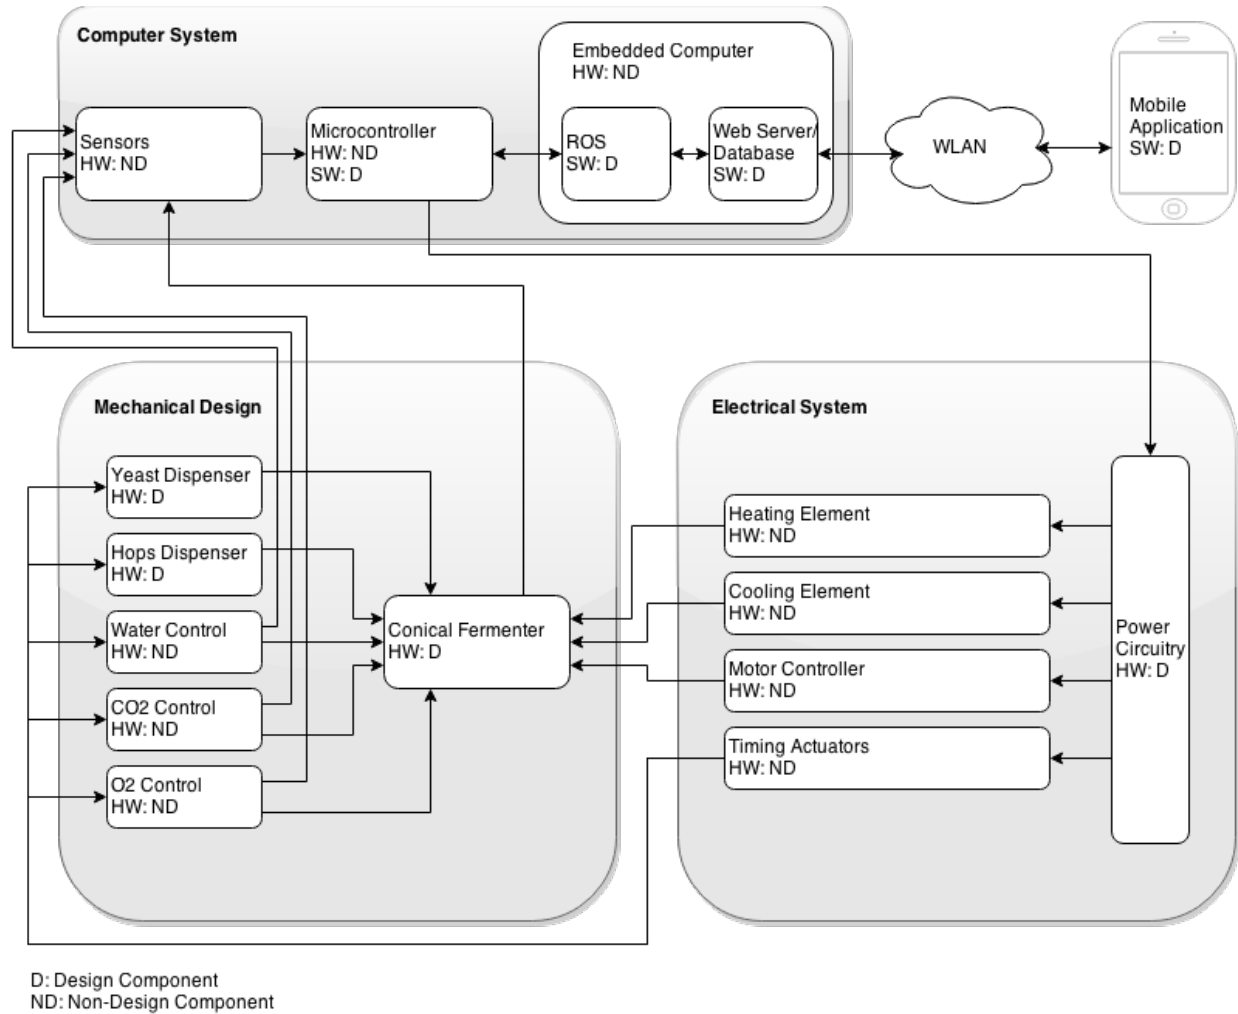 Computer System
Embedded Computer
HW: ND
Sensors
HW: ND
Microcontroller
HW: ND
SW: D
ROS
SW: D
Web Server/
Database
SW: D
WLAN
Mobile
Application
SW: D
Mechanical Design
Yeast Dispenser
HW: D
Hops Dispenser
HW: D
Water Control
HW: ND
CO2 Control
HW: ND
O2 Control
HW: ND
Conical Fermenter
HW: D
Electrical System
Heating Element
HW: ND
Cooling Element
HW: ND
Motor Controller
HW: ND
Timing Actuators
HW: ND
Power
Circuitry
HW: D
D: Design Component
ND: Non-Design Component